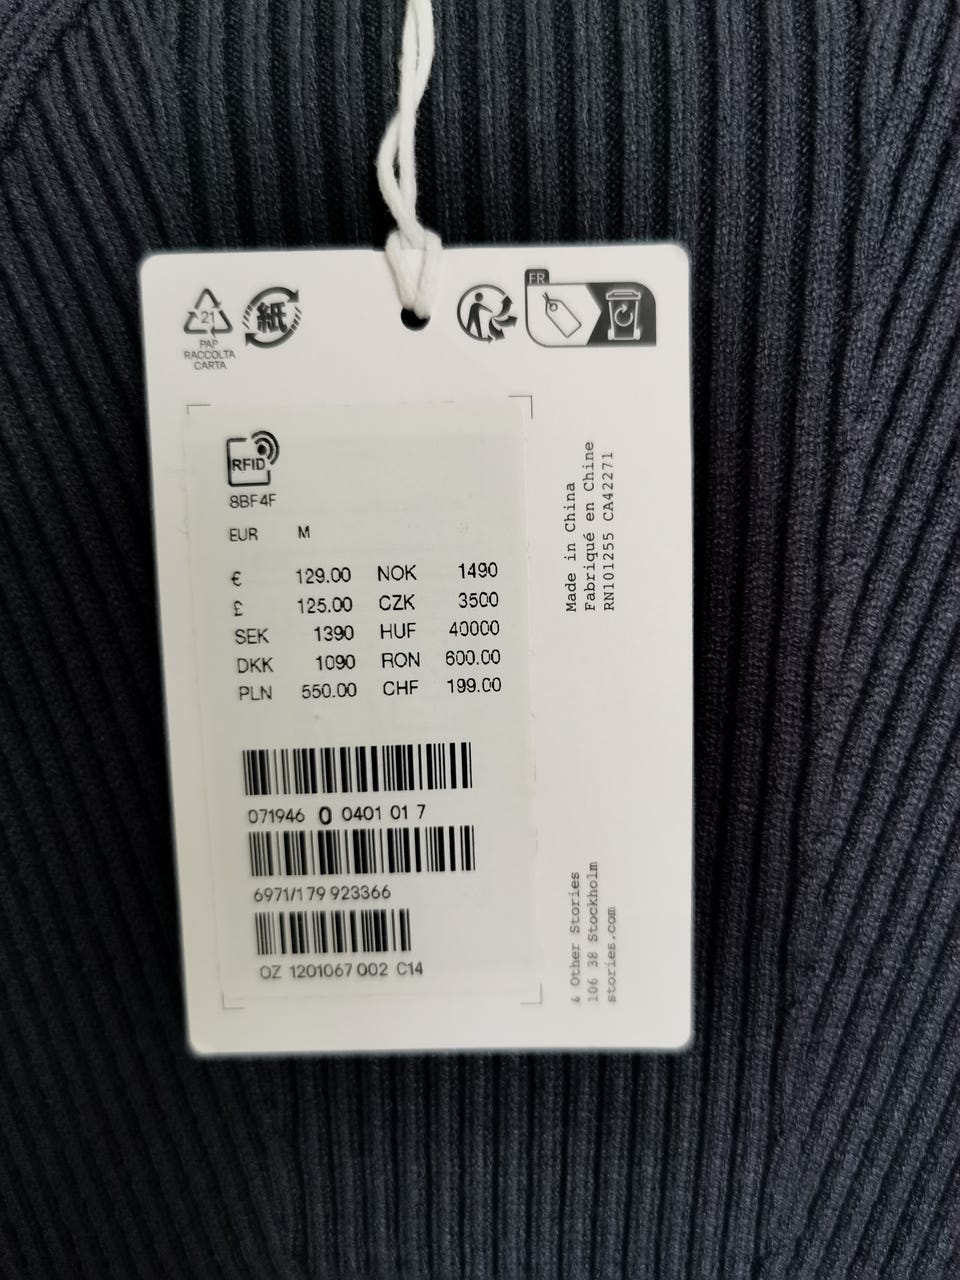 21
PAP
RACCOLTA
CARTA
紙
FR
RFID
8BF4F
EUR M
€ 129.00 NOK 1490
£ 125.00 CZK 3500
SEK 1390 HUF 40000
DKK 1090 RON 600.00
PLN 550.00 CHF 199.00
071946 0 0401 01 7
6971/179 923366
OZ 1201067 002 C14
Made in China
Fabriqué en Chine
RN101255 CA42271
& Other Stories
106 38 Stockholm
stories.com